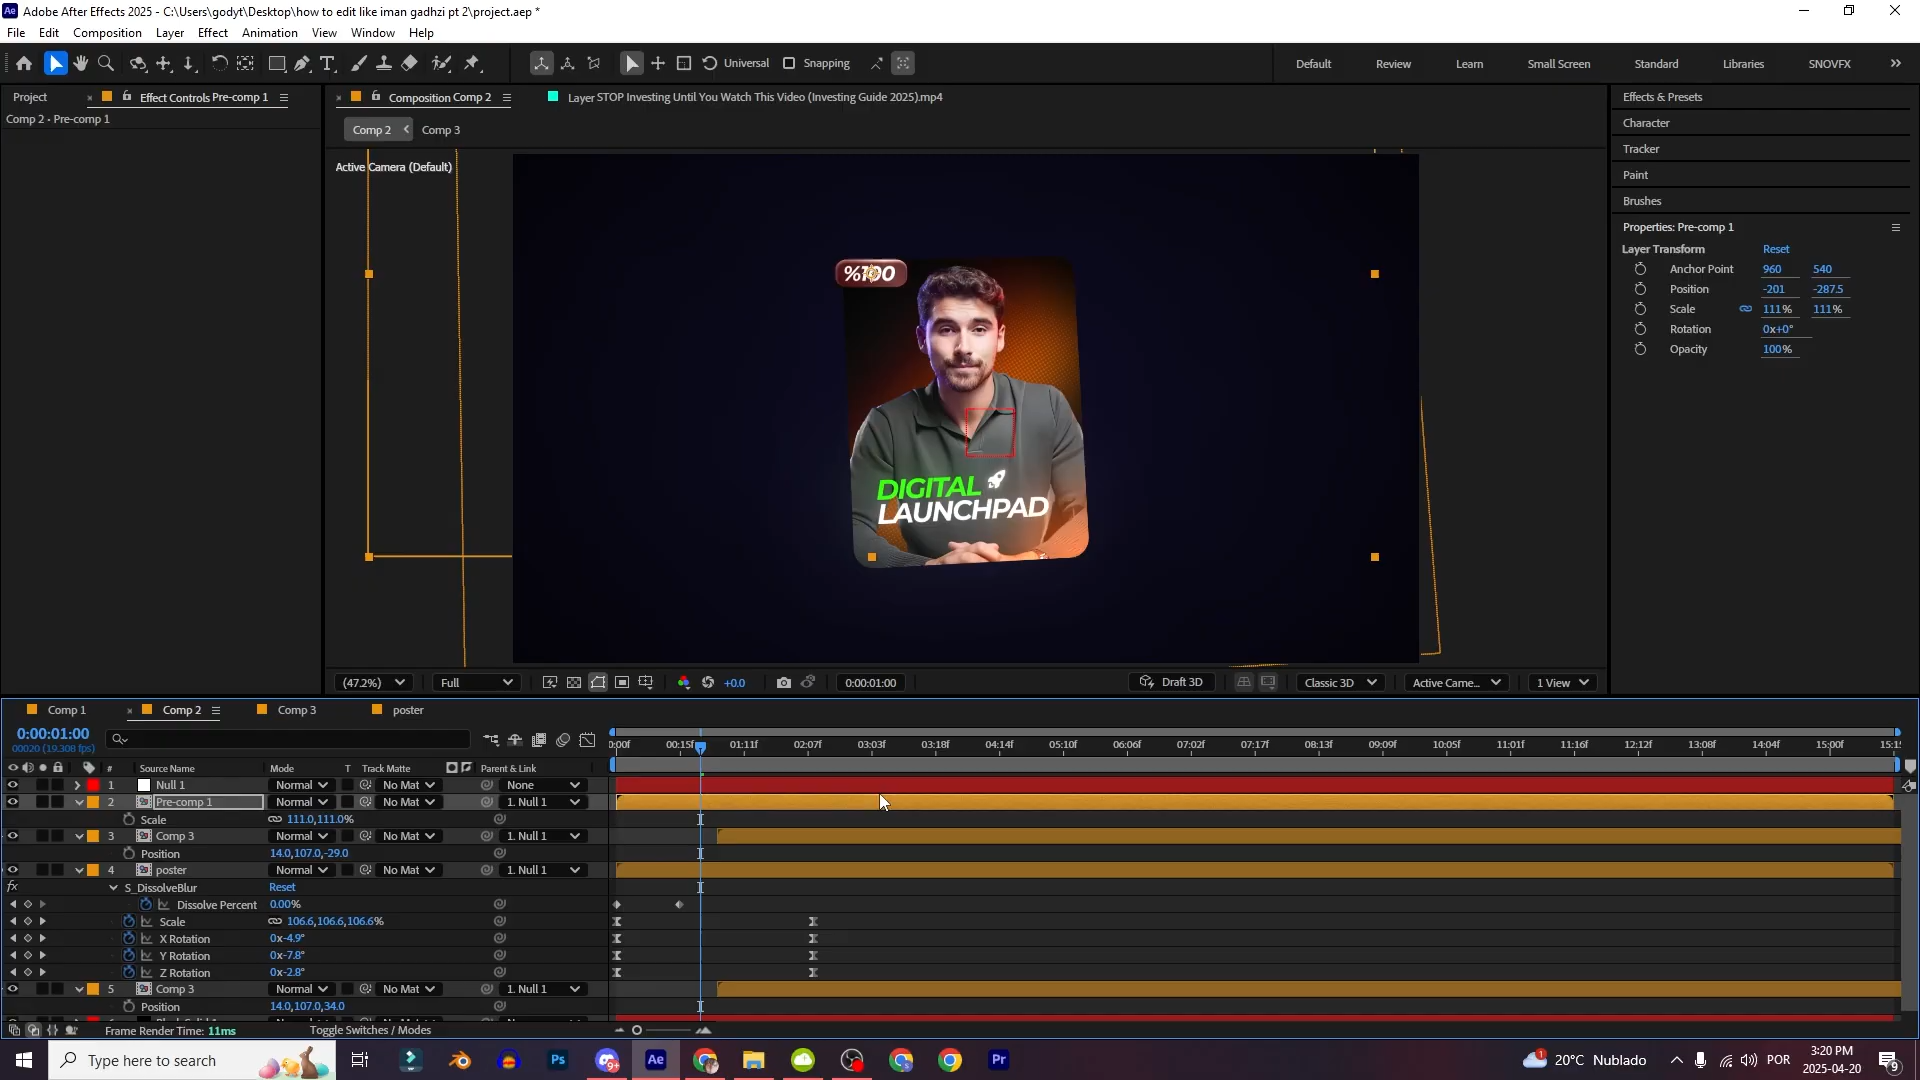 Adobe After Effects 2025 - C:\Users\godyt\Desktop\how to edit like iman gadhzi pt 2\project.aep *
File Edit Composition Layer Effect Animation View Window Help
Universal Snapping Default Review Learn Small Screen Standard Libraries SNOVFX
Project Effect Controls Pre-comp 1
Comp 2 • Pre-comp 1
Composition Comp 2 Layer STOP Investing Until You Watch This Video (Investing Guide 2025).mp4
Comp 2 Comp 3
Active Camera (Default)
%100
DIGITAL
LAUNCHPAD
(47.2%) Full +0.0 0:00:01:00 Draft 3D Classic 3D Active Came... 1 View
Effects & Presets
Character
Tracker
Paint
Brushes
Properties: Pre-comp 1
Layer Transform Reset
Anchor Point 960 540
Position -201 -287.5
Scale 111% 111%
Rotation 0x+0°
Opacity 100%
Comp 1 Comp 2 Comp 3 poster
0:00:01:00
00020 (19.308 fps)
0:00f 00:15f 01:11f 02:07f 03:03f 03:18f 04:14f 05:10f 06:06f 07:02f 07:17f 08:13f 09:09f 10:05f 11:01f 11:16f 12:12f 13:08f 14:04f 15:00f 15:15
# Source Name Mode T Track Matte Parent & Link
1 Null 1 Normal No Mat None
2 Pre-comp 1 Normal No Mat 1. Null 1
Scale 111.0,111.0%
3 Comp 3 Normal No Mat 1. Null 1
Position 14.0,107.0,-29.0
4 poster Normal No Mat 1. Null 1
fx S_DissolveBlur Reset
Dissolve Percent 0.00%
Scale 106.6,106.6,106.6%
X Rotation 0x-4.9°
Y Rotation 0x-7.8°
Z Rotation 0x-2.8°
5 Comp 3 Normal No Mat 1. Null 1
Position 14.0,107.0,34.0
Frame Render Time: 11ms Toggle Switches / Modes
Type here to search Ps 9+ Ae Pr 20°C Nublado POR 3:20 PM
2025-04-20 9